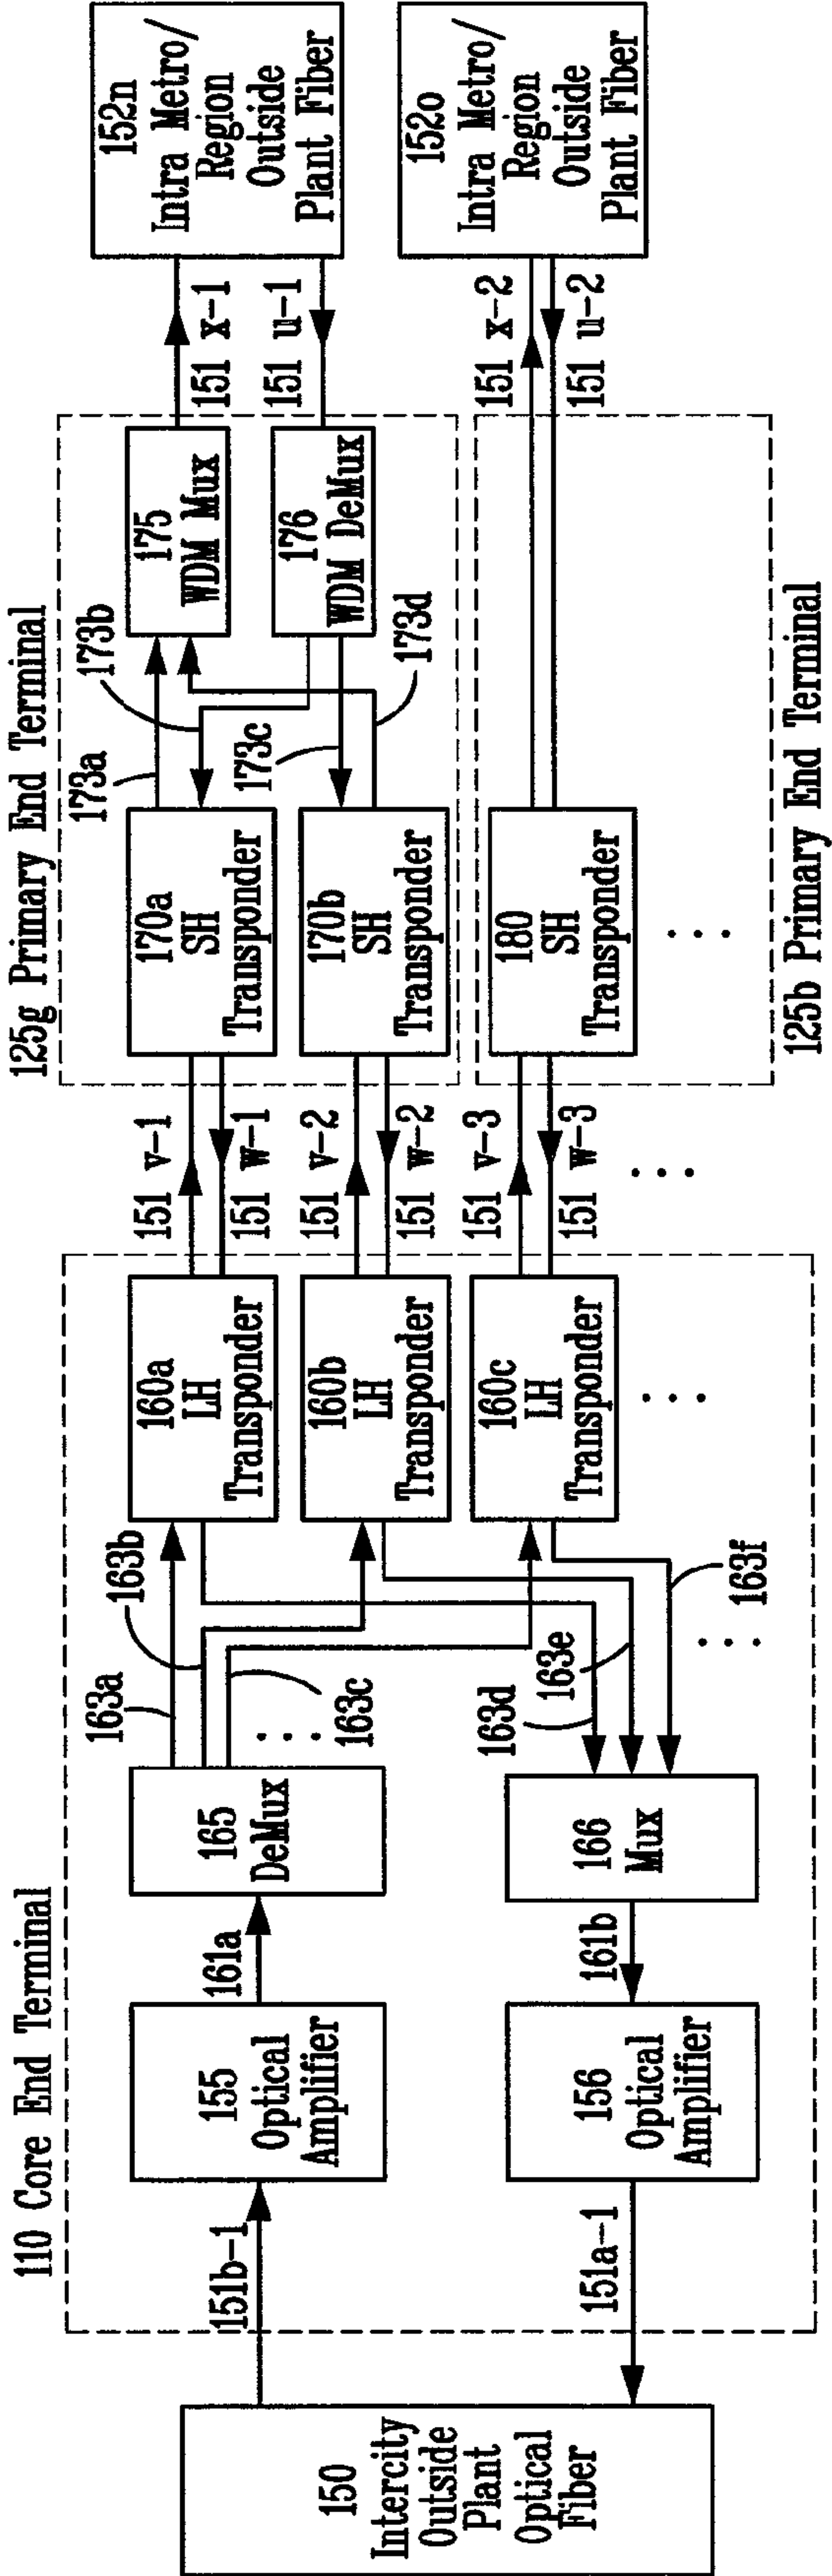 110 Core End Terminal
125g Primary End Terminal
150
Intercity
Outside
Plant
Optical
Fiber
151b-1
151a-1
155
Optical
Amplifier
156
Optical
Amplifier
161a
161b
165
DeMux
166
Mux
163a
163b
163c
. . .
163d
163e
163f
. . .
160a
LH
Transponder
160b
LH
Transponder
160c
LH
Transponder
. . .
151 v-1
151 w-1
151 v-2
151 w-2
151 v-3
151 w-3
. . .
170a
SH
Transponder
170b
SH
Transponder
180
SH
Transponder
. . .
173a
173b
173c
173d
175
WDM Mux
176
WDM DeMux
151 x-1
151 u-1
151 x-2
151 u-2
152n
Intra Metro/
Region
Outside
Plant Fiber
152o
Intra Metro/
Region
Outside
Plant Fiber
125b Primary End Terminal